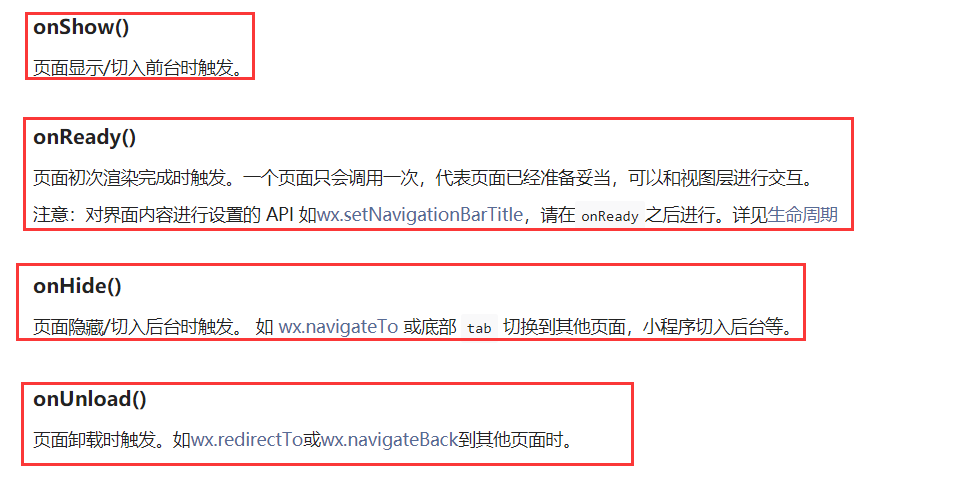 onShow()
页面显示/切入前台时触发。
onReady()
页面初次渲染完成时触发。一个页面只会调用一次，代表页面已经准备妥当，可以和视图层进行交互。
注意：对界面内容进行设置的 API 如wx.setNavigationBarTitle，请在onReady之后进行。详见生命周期
onHide()
页面隐藏/切入后台时触发。 如 wx.navigateTo 或底部 tab 切换到其他页面，小程序切入后台等。
onUnload()
页面卸载时触发。如wx.redirectTo或wx.navigateBack到其他页面时。